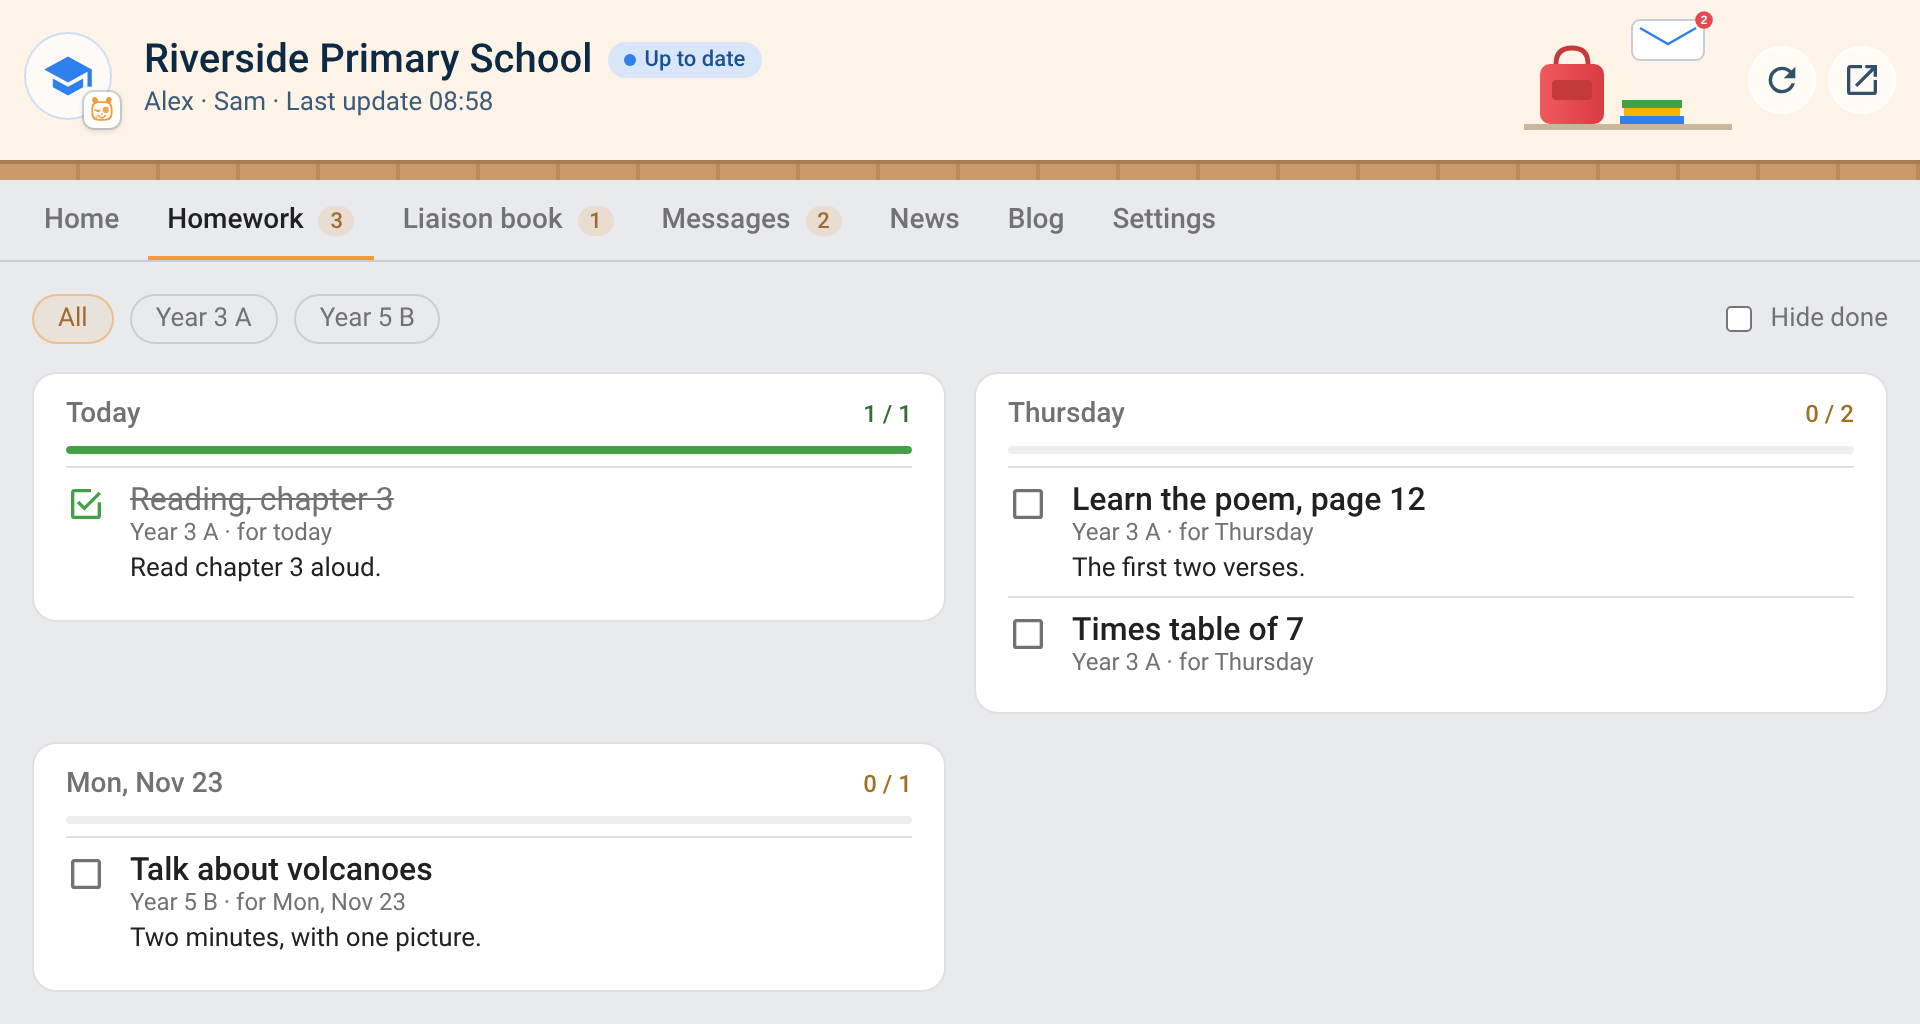 Riverside Primary School
Up to date
Alex · Sam · Last update 08:58
2
Home
Homework 3
Liaison book 1
Messages 2
News
Blog
Settings
All
Year 3 A
Year 5 B
Hide done
Today
1 / 1
Reading, chapter 3
Year 3 A · for today
Read chapter 3 aloud.
Thursday
0 / 2
Learn the poem, page 12
Year 3 A · for Thursday
The first two verses.
Times table of 7
Year 3 A · for Thursday
Mon, Nov 23
0 / 1
Talk about volcanoes
Year 5 B · for Mon, Nov 23
Two minutes, with one picture.